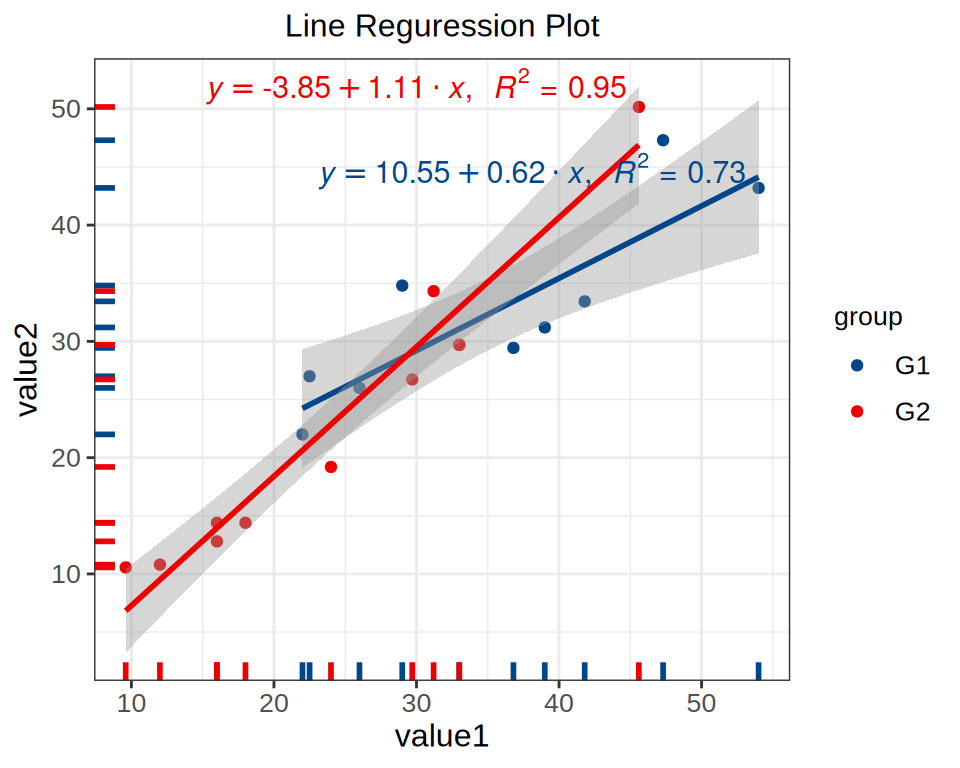 Line Reguression Plot
y = -3.85 + 1.11 · x,  R² = 0.95
y = 10.55 + 0.62 · x,  R² = 0.73
50
40
30
20
10
value2
10 20 30 40 50
value1
group
G1
G2